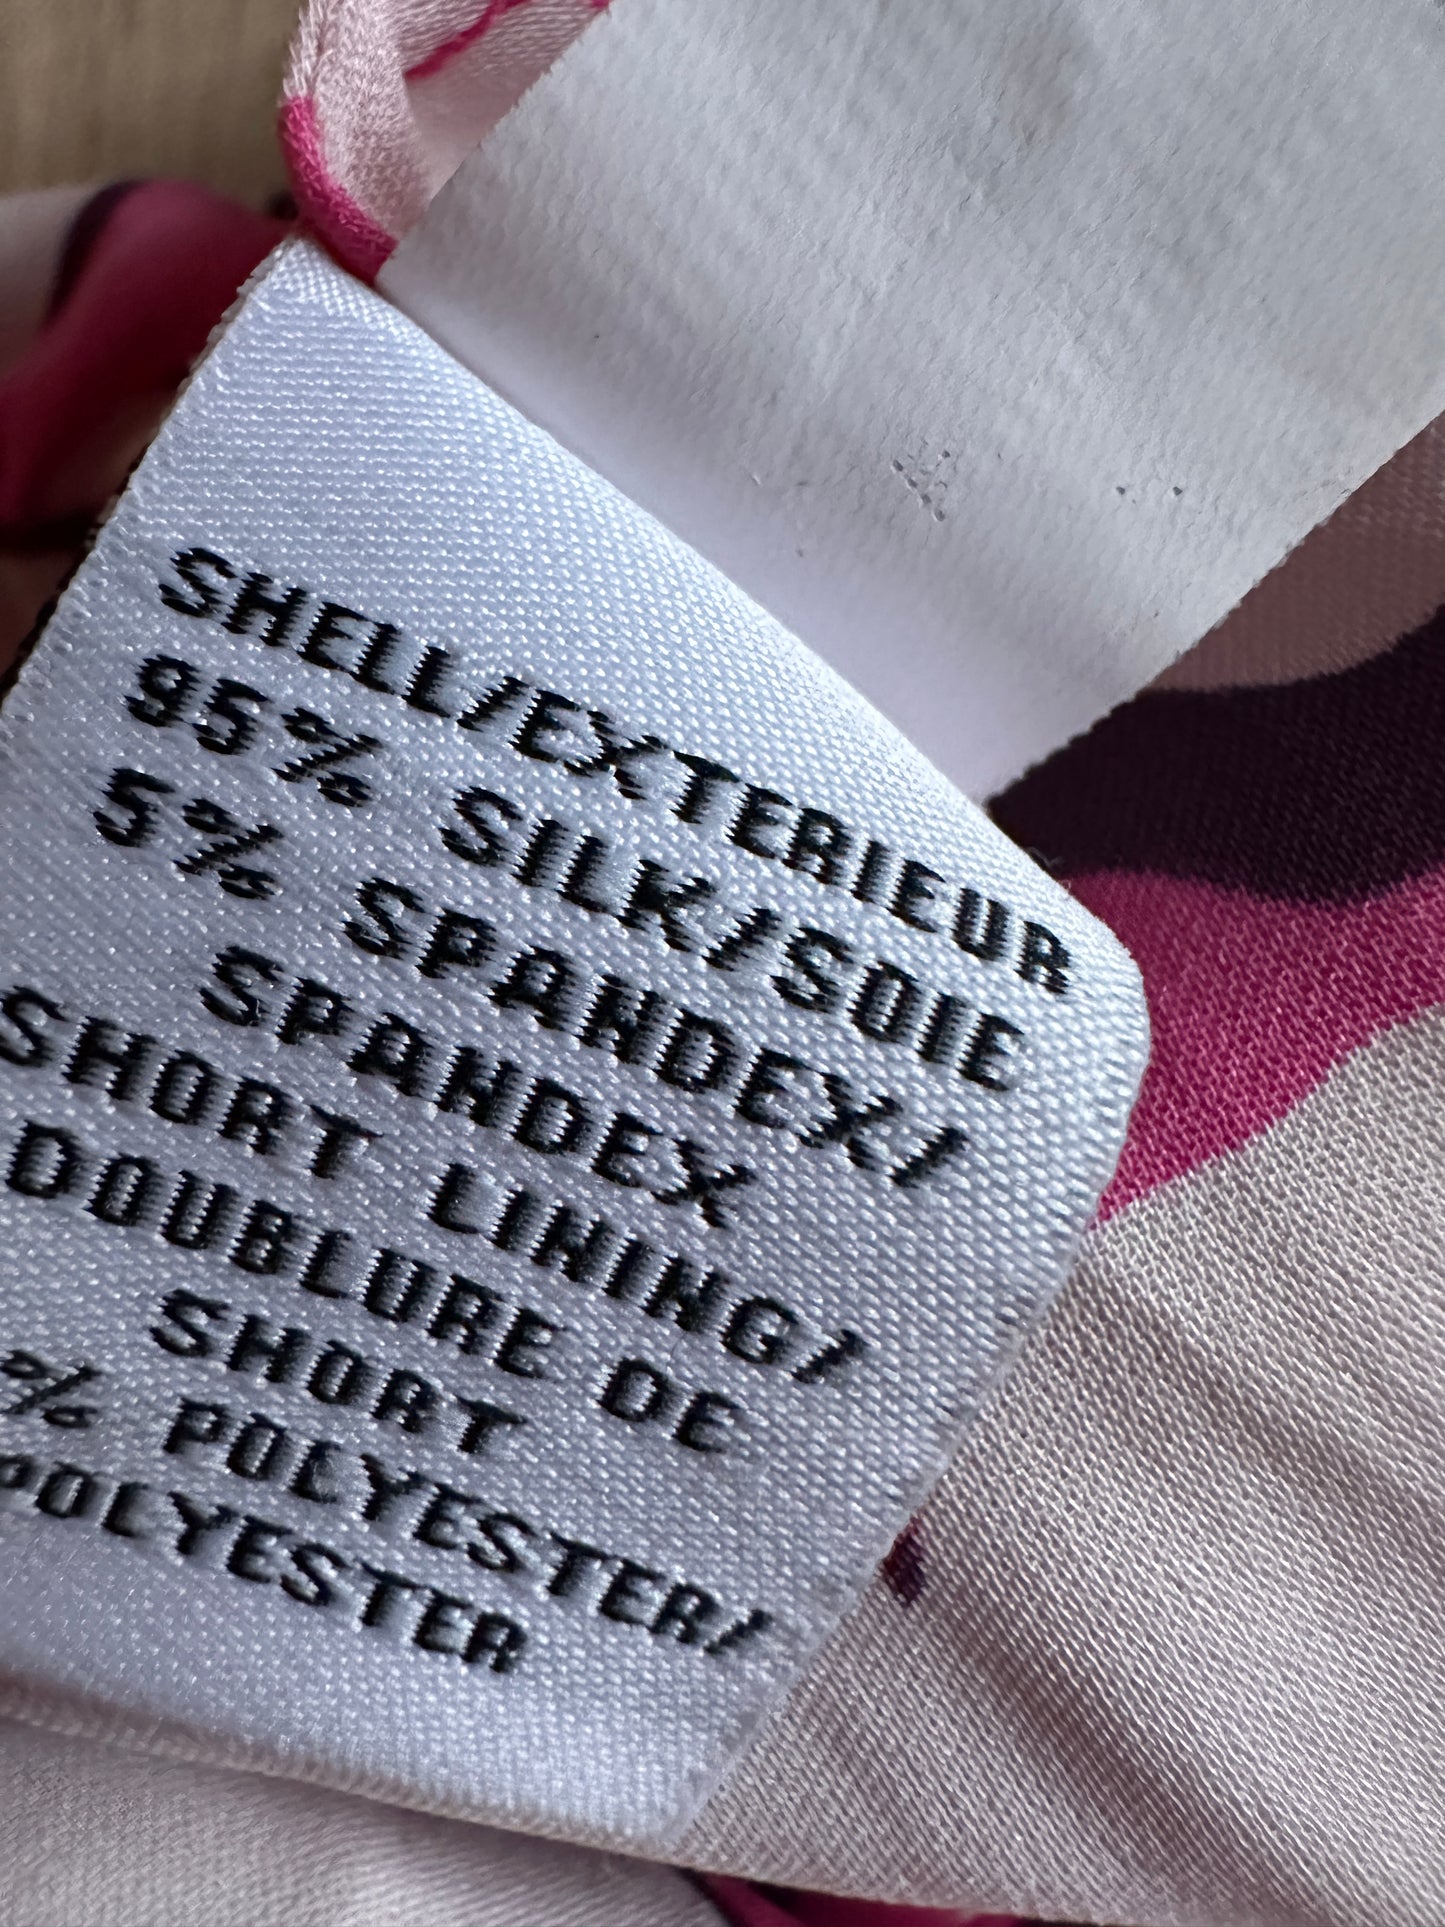 SHELL/EXTERIEUR
95% SILK/SOIE
5% SPANDEX/
SPANDEX
SHORT LINING/
DOUBLURE DE
SHORT
% POLYESTER/
POLYESTER